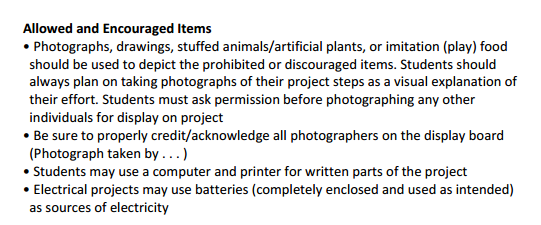 Allowed and Encouraged Items
• Photographs, drawings, stuffed animals/artificial plants, or imitation (play) food
should be used to depict the prohibited or discouraged items. Students should
always plan on taking photographs of their project steps as a visual explanation of
their effort. Students must ask permission before photographing any other
individuals for display on project
• Be sure to properly credit/acknowledge all photographers on the display board
(Photograph taken by . . . )
• Students may use a computer and printer for written parts of the project
• Electrical projects may use batteries (completely enclosed and used as intended)
as sources of electricity